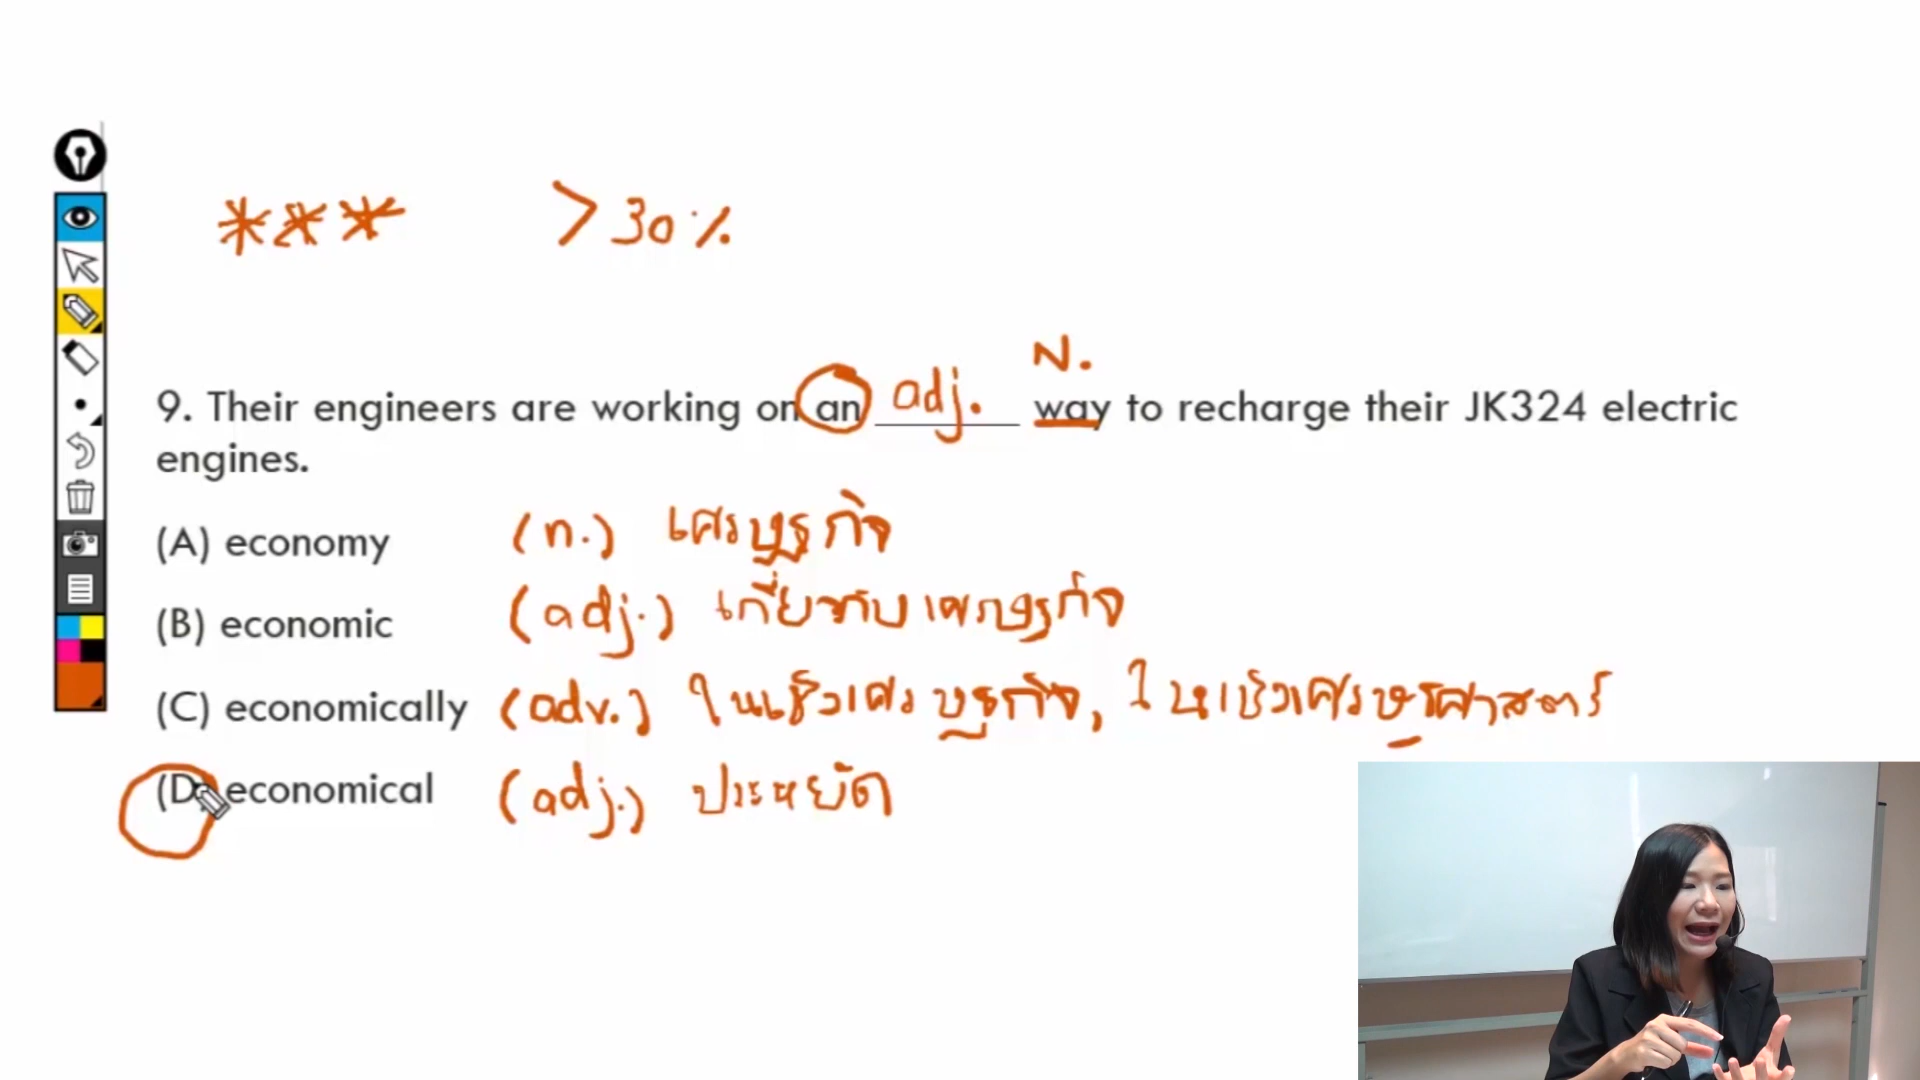 *** > 30%
N.
9. Their engineers are working on an adj. way to recharge their JK324 electric
engines.
(A) economy (n.) เศรษฐกิจ
(B) economic (adj.) เกี่ยวกับเศรษฐกิจ
(C) economically (adv.) ในเชิงเศรษฐกิจ, ในเชิงเศรษฐศาสตร์
(D) economical (adj.) ประหยัด